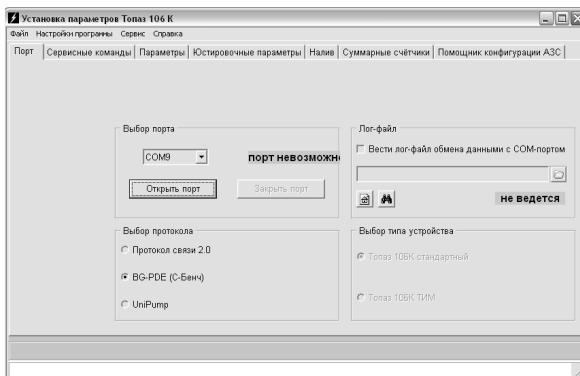 Установка параметров Топаз 106 К
Файл Настройки программы Сервис Справка
Порт Сервисные команды Параметры Юстировочные параметры Налив Суммарные счётчики Помощник конфигурации АЗС
Выбор порта
COM9
порт невозможн
Открыть порт
Закрыть порт
Лог-файл
Вести лог-файл обмена данными с COM-портом
не ведется
Выбор протокола
Протокол связи 2.0
BG-PDE (С-Бенч)
UniPump
Выбор типа устройства
Топаз 106К стандартный
Топаз 106К ТИМ